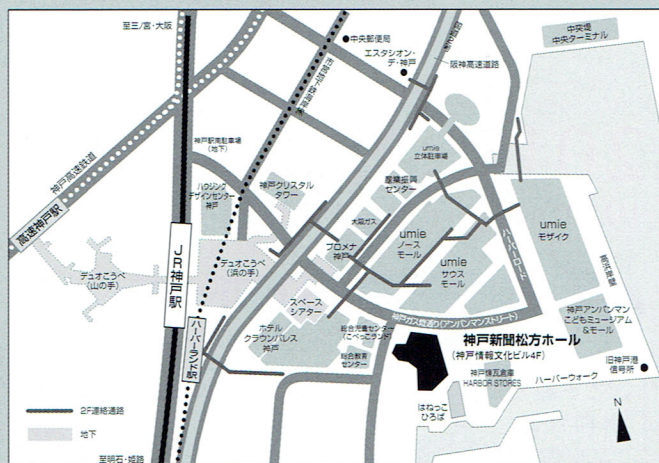 至三ノ宮・大阪
中央突堤
中央ターミナル
中央郵便局
エスタシオン・
デ・神戸
阪神高速道路
神戸駅南駐車場
(地下)
umie
立体駐車場
神戸高速鉄道
高速神戸駅
ハウジング
デザインセンター
神戸
神戸クリスタル
タワー
産業振興
センター
大阪ガス
プロメナ
神戸
umie
ノース
モール
umie
サウス
モール
umie
モザイク
ハーバーロード
高浜岸壁
JR神戸駅
デュオこうべ
(山の手)
デュオこうべ
(浜の手)
スペース
シアター
ハーバーランド駅
ホテル
クラウンパレス
神戸
総合児童センター
(こべっこランド)
総合教育
センター
神戸ガス燈通り(アンパンマンストリート)
神戸新聞松方ホール
(神戸情報文化ビル4F)
神戸アンパンマン
こどもミュージアム
&モール
神戸煉瓦倉庫
HARBOR STORES
ハーバーウォーク
旧神戸港
信号所
はねっこ
ひろば
N
2F連絡通路
地下
至明石・姫路